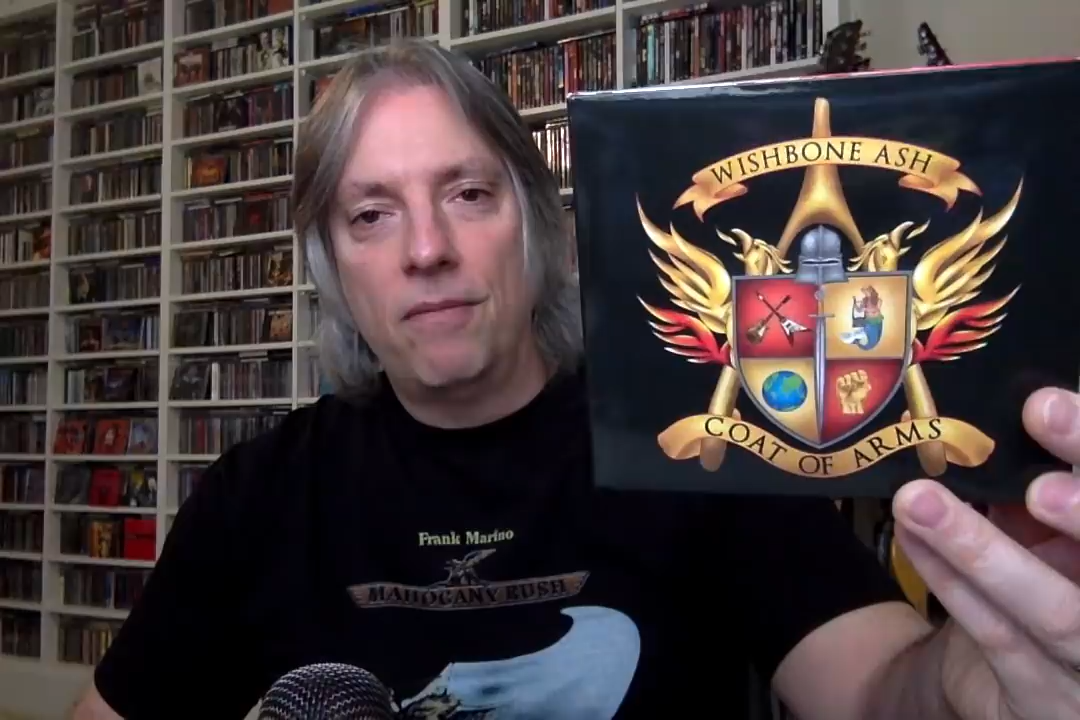 WISHBONE ASH
COAT OF ARMS
Frank Marino
MAHOGANY RUSH